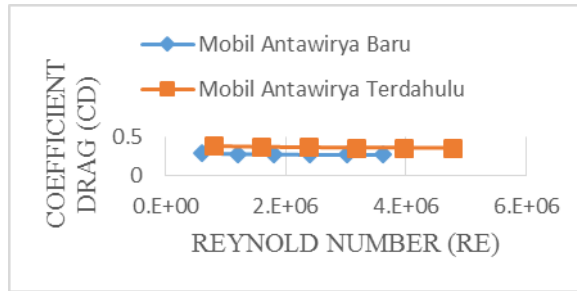 Mobil Antawirya Baru
Mobil Antawirya Terdahulu
COEFFICIENT
DRAG (CD)
0.5
0
0.E+00
2.E+06
4.E+06
6.E+06
REYNOLD NUMBER (RE)